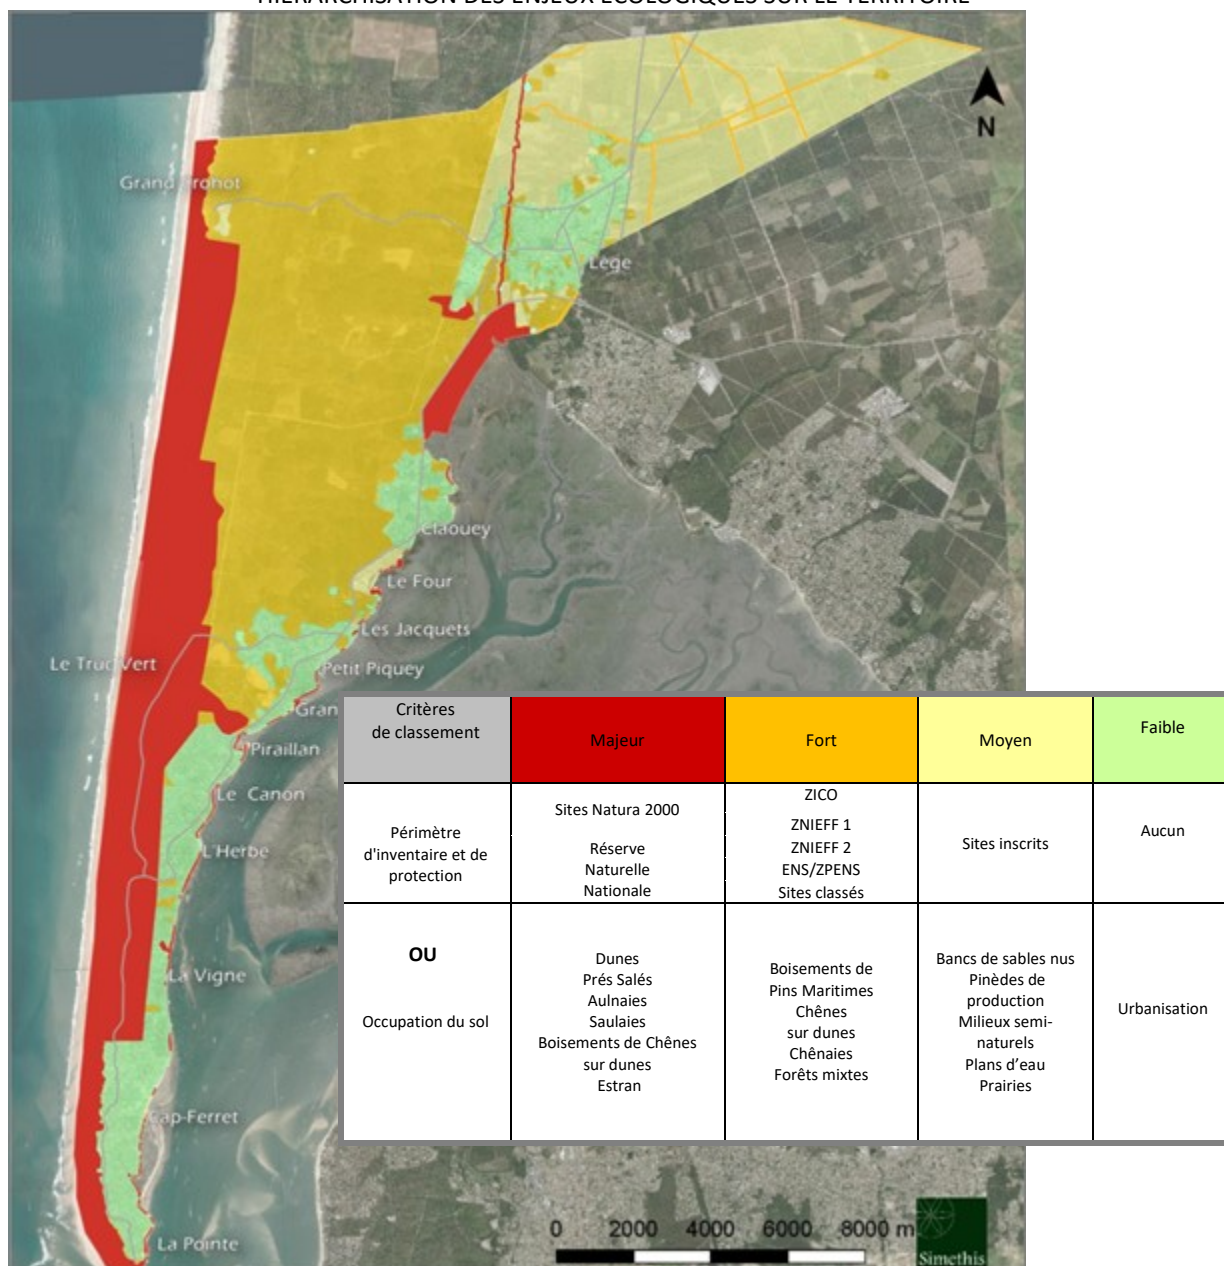 HIERARCHISATION DES ENJEUX ECOLOGIQUES SUR LE TERRITOIRE
N
Grand Crohot
Lège
Claouey
Le Four
Les Jacquets
Le Truc Vert
Petit Piquey
Gran
Piraillan
Le Canon
L'Herbe
La Vigne
Cap-Ferret
La Pointe
Critères
de classement
Majeur
Fort
Moyen
Faible
Périmètre
d'inventaire et de
protection
Sites Natura 2000
Réserve
Naturelle
Nationale
ZICO
ZNIEFF 1
ZNIEFF 2
ENS/ZPENS
Sites classés
Sites inscrits
Aucun
OU
Occupation du sol
Dunes
Prés Salés
Aulnaies
Saulaies
Boisements de Chênes
sur dunes
Estran
Boisements de
Pins Maritimes
Chênes
sur dunes
Chênaies
Forêts mixtes
Bancs de sables nus
Pinèdes de
production
Milieux semi-
naturels
Plans d'eau
Prairies
Urbanisation
0 2000 4000 6000 8000 m
Simethis